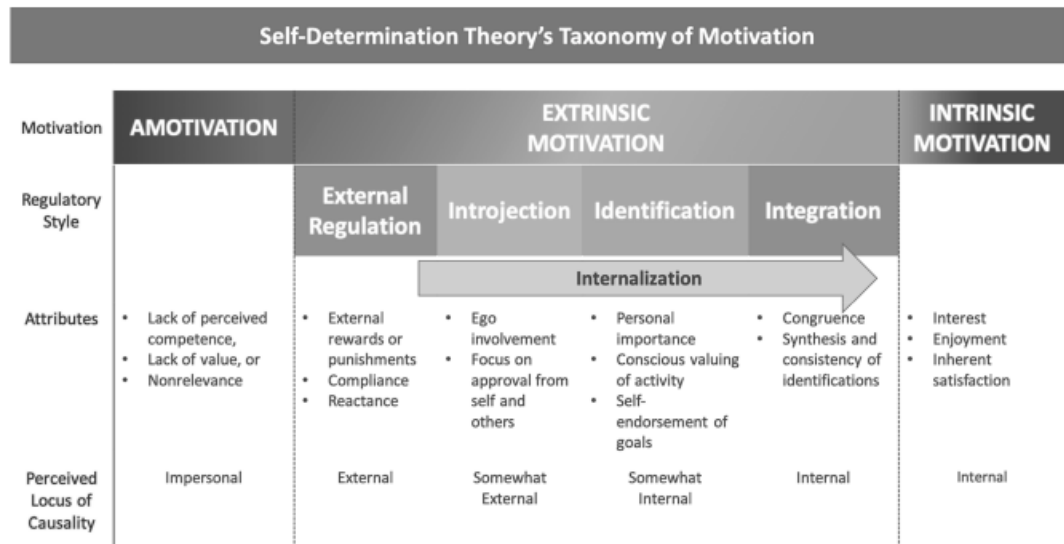 Self-Determination Theory's Taxonomy of Motivation
Motivation
AMOTIVATION
EXTRINSIC
MOTIVATION
INTRINSIC
MOTIVATION
Regulatory
Style
External
Regulation
Introjection
Identification
Integration
Internalization
Attributes
• Lack of perceived
competence,
• Lack of value, or
• Nonrelevance
• External
rewards or
punishments
• Compliance
• Reactance
• Ego
involvement
• Focus on
approval from
self and
others
• Personal
importance
• Conscious valuing
of activity
• Self-
endorsement of
goals
• Congruence
• Synthesis and
consistency of
identifications
• Interest
• Enjoyment
• Inherent
satisfaction
Perceived
Locus of
Causality
Impersonal
External
Somewhat
External
Somewhat
Internal
Internal
Internal